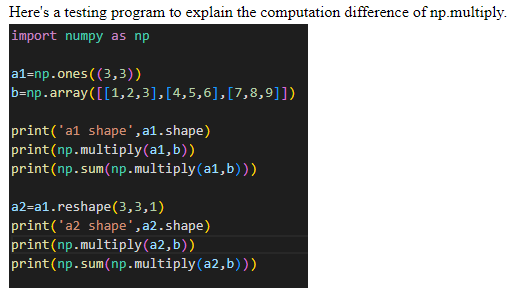 Here's a testing program to explain the computation difference of np.multiply.
import numpy as np
a1=np.ones((3,3))
b=np.array([[1,2,3],[4,5,6],[7,8,9]])
print('a1 shape',a1.shape)
print(np.multiply(a1,b))
print(np.sum(np.multiply(a1,b)))
a2=a1.reshape(3,3,1)
print('a2 shape',a2.shape)
print(np.multiply(a2,b))
print(np.sum(np.multiply(a2,b)))